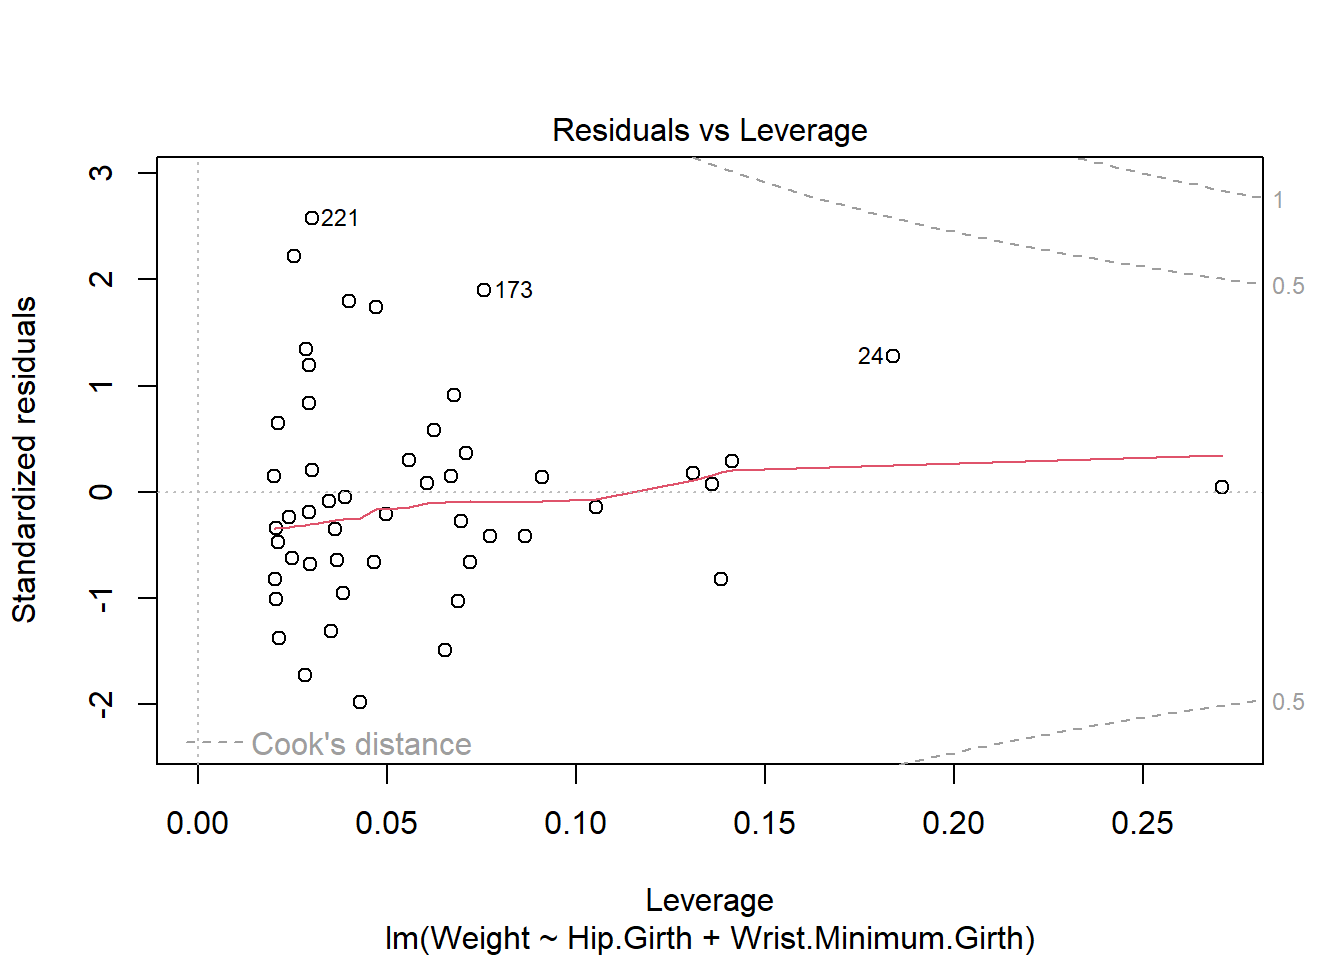 Residuals vs Leverage
3
2
1
0
-1
-2
Standardized residuals
221
173
24
1
0.5
0.5
Cook's distance
0.00 0.05 0.10 0.15 0.20 0.25
Leverage
lm(Weight ~ Hip.Girth + Wrist.Minimum.Girth)